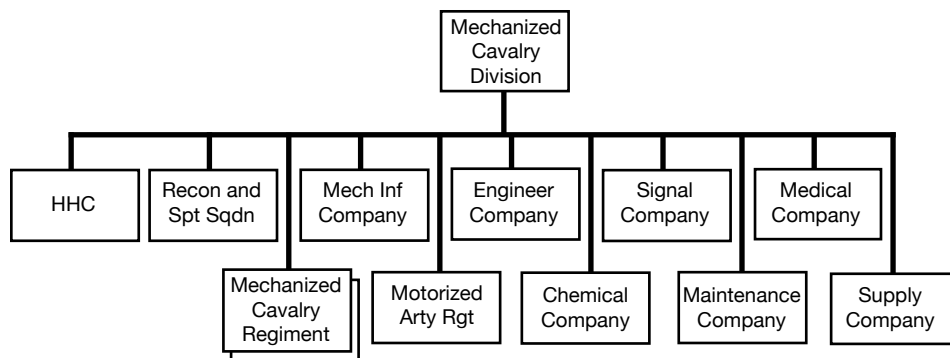 Mechanized
Cavalry
Division
HHC
Recon and
Spt Sqdn
Mech Inf
Company
Engineer
Company
Signal
Company
Medical
Company
Mechanized
Cavalry
Regiment
Motorized
Arty Rgt
Chemical
Company
Maintenance
Company
Supply
Company